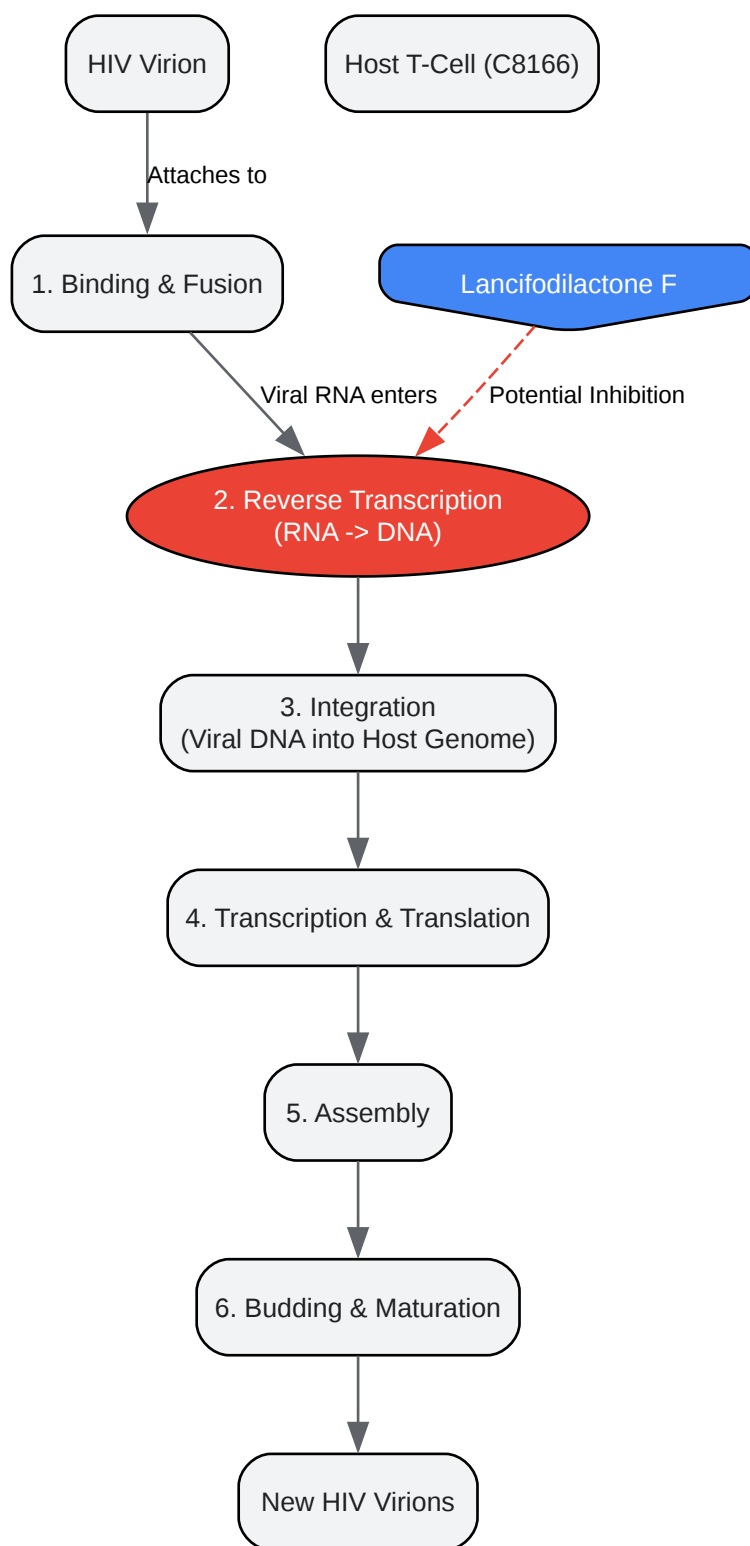 HIV Virion
Host T-Cell (C8166)
Attaches to
1. Binding & Fusion
Lancifodilactone F
Viral RNA enters
Potential Inhibition
2. Reverse Transcription
(RNA -> DNA)
3. Integration
(Viral DNA into Host Genome)
4. Transcription & Translation
5. Assembly
6. Budding & Maturation
New HIV Virions